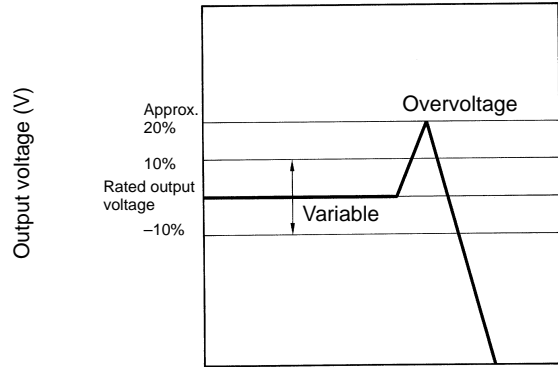 Output voltage (V)
Approx.
20%
Overvoltage
10%
Rated output
voltage
Variable
–10%